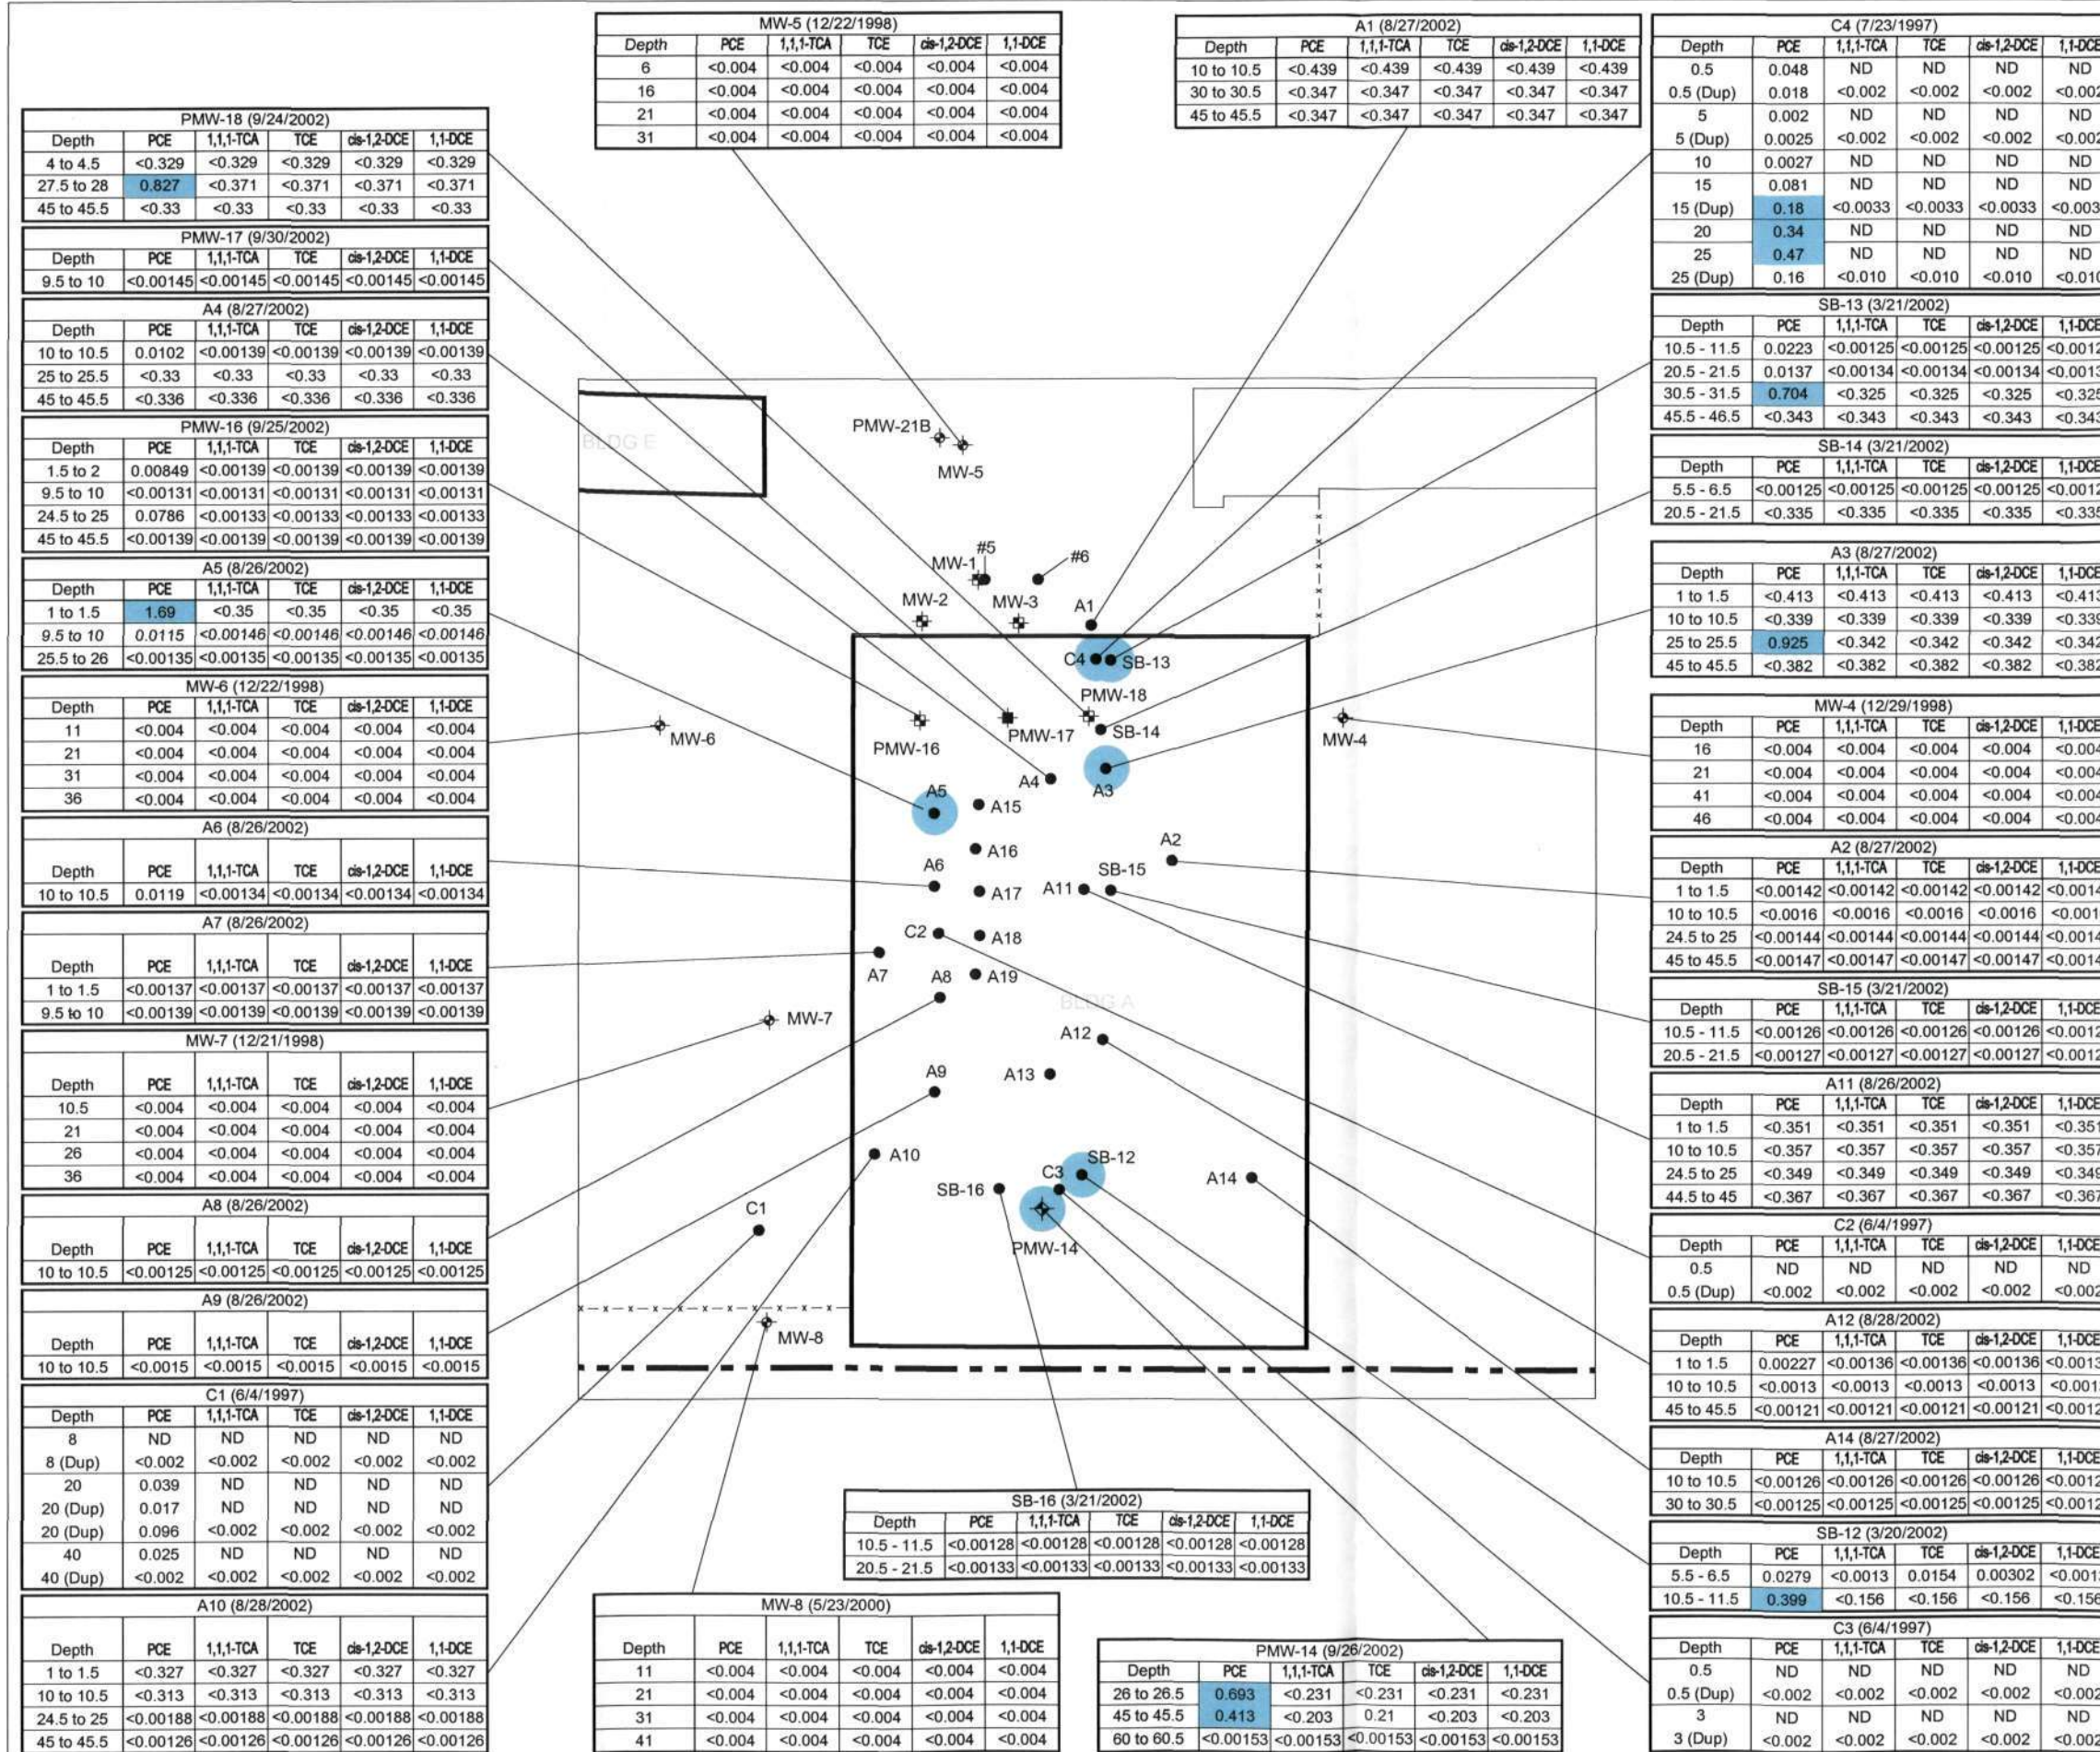 MW-5 (12/22/1998)
Depth PCE 1,1,1-TCA TCE cis-1,2-DCE 1,1-DCE
6 <0.004 <0.004 <0.004 <0.004 <0.004
16 <0.004 <0.004 <0.004 <0.004 <0.004
21 <0.004 <0.004 <0.004 <0.004 <0.004
31 <0.004 <0.004 <0.004 <0.004 <0.004
A1 (8/27/2002)
Depth PCE 1,1,1-TCA TCE cis-1,2-DCE 1,1-DCE
10 to 10.5 <0.439 <0.439 <0.439 <0.439 <0.439
30 to 30.5 <0.347 <0.347 <0.347 <0.347 <0.347
45 to 45.5 <0.347 <0.347 <0.347 <0.347 <0.347
PMW-18 (9/24/2002)
Depth PCE 1,1,1-TCA TCE cis-1,2-DCE 1,1-DCE
4 to 4.5 <0.329 <0.329 <0.329 <0.329 <0.329
27.5 to 28 0.827 <0.371 <0.371 <0.371 <0.371
45 to 45.5 <0.33 <0.33 <0.33 <0.33 <0.33
PMW-17 (9/30/2002)
Depth PCE 1,1,1-TCA TCE cis-1,2-DCE 1,1-DCE
9.5 to 10 <0.00145 <0.00145 <0.00145 <0.00145 <0.00145
A4 (8/27/2002)
Depth PCE 1,1,1-TCA TCE cis-1,2-DCE 1,1-DCE
10 to 10.5 0.0102 <0.00139 <0.00139 <0.00139 <0.00139
25 to 25.5 <0.33 <0.33 <0.33 <0.33 <0.33
45 to 45.5 <0.336 <0.336 <0.336 <0.336 <0.336
PMW-16 (9/25/2002)
Depth PCE 1,1,1-TCA TCE cis-1,2-DCE 1,1-DCE
1.5 to 2 0.00849 <0.00139 <0.00139 <0.00139 <0.00139
9.5 to 10 <0.00131 <0.00131 <0.00131 <0.00131 <0.00131
24.5 to 25 0.0786 <0.00133 <0.00133 <0.00133 <0.00133
45 to 45.5 <0.00139 <0.00139 <0.00139 <0.00139 <0.00139
A5 (8/26/2002)
Depth PCE 1,1,1-TCA TCE cis-1,2-DCE 1,1-DCE
1 to 1.5 1.69 <0.35 <0.35 <0.35 <0.35
9.5 to 10 0.0115 <0.00146 <0.00146 <0.00146 <0.00146
25.5 to 26 <0.00135 <0.00135 <0.00135 <0.00135 <0.00135
MW-6 (12/22/1998)
Depth PCE 1,1,1-TCA TCE cis-1,2-DCE 1,1-DCE
11 <0.004 <0.004 <0.004 <0.004 <0.004
21 <0.004 <0.004 <0.004 <0.004 <0.004
31 <0.004 <0.004 <0.004 <0.004 <0.004
36 <0.004 <0.004 <0.004 <0.004 <0.004
A6 (8/26/2002)
Depth PCE 1,1,1-TCA TCE cis-1,2-DCE 1,1-DCE
10 to 10.5 0.0119 <0.00134 <0.00134 <0.00134 <0.00134
A7 (8/26/2002)
Depth PCE 1,1,1-TCA TCE cis-1,2-DCE 1,1-DCE
1 to 1.5 <0.00137 <0.00137 <0.00137 <0.00137 <0.00137
9.5 to 10 <0.00139 <0.00139 <0.00139 <0.00139 <0.00139
MW-7 (12/21/1998)
Depth PCE 1,1,1-TCA TCE cis-1,2-DCE 1,1-DCE
10.5 <0.004 <0.004 <0.004 <0.004 <0.004
21 <0.004 <0.004 <0.004 <0.004 <0.004
26 <0.004 <0.004 <0.004 <0.004 <0.004
36 <0.004 <0.004 <0.004 <0.004 <0.004
A8 (8/26/2002)
Depth PCE 1,1,1-TCA TCE cis-1,2-DCE 1,1-DCE
10 to 10.5 <0.00125 <0.00125 <0.00125 <0.00125 <0.00125
A9 (8/26/2002)
Depth PCE 1,1,1-TCA TCE cis-1,2-DCE 1,1-DCE
10 to 10.5 <0.0015 <0.0015 <0.0015 <0.0015 <0.0015
C1 (6/4/1997)
Depth PCE 1,1,1-TCA TCE cis-1,2-DCE 1,1-DCE
8 ND ND ND ND ND
8 (Dup) <0.002 <0.002 <0.002 <0.002 <0.002
20 0.039 ND ND ND ND
20 (Dup) 0.017 ND ND ND ND
20 (Dup) 0.096 <0.002 <0.002 <0.002 <0.002
40 0.025 ND ND ND ND
40 (Dup) <0.002 <0.002 <0.002 <0.002 <0.002
A10 (8/28/2002)
Depth PCE 1,1,1-TCA TCE cis-1,2-DCE 1,1-DCE
1 to 1.5 <0.327 <0.327 <0.327 <0.327 <0.327
10 to 10.5 <0.313 <0.313 <0.313 <0.313 <0.313
24.5 to 25 <0.00188 <0.00188 <0.00188 <0.00188 <0.00188
45 to 45.5 <0.00126 <0.00126 <0.00126 <0.00126 <0.00126
BLDG E
PMW-21B
MW-5
#5
#6
MW-1
MW-2
MW-3
A1
C4
SB-13
PMW-18
PMW-16
PMW-17
SB-14
MW-6
MW-4
A4
A3
A5
A15
A16
A2
A6
A17
A11
SB-15
C2
A18
A7
A8
A19
BLDG A
MW-7
A12
A13
A9
A10
SB-12
C3
SB-16
A14
C1
PMW-14
MW-8
SB-16 (3/21/2002)
Depth PCE 1,1,1-TCA TCE cis-1,2-DCE 1,1-DCE
10.5 - 11.5 <0.00128 <0.00128 <0.00128 <0.00128 <0.00128
20.5 - 21.5 <0.00133 <0.00133 <0.00133 <0.00133 <0.00133
MW-8 (5/23/2000)
Depth PCE 1,1,1-TCA TCE cis-1,2-DCE 1,1-DCE
11 <0.004 <0.004 <0.004 <0.004 <0.004
21 <0.004 <0.004 <0.004 <0.004 <0.004
31 <0.004 <0.004 <0.004 <0.004 <0.004
41 <0.004 <0.004 <0.004 <0.004 <0.004
PMW-14 (9/26/2002)
Depth PCE 1,1,1-TCA TCE cis-1,2-DCE 1,1-DCE
26 to 26.5 0.693 <0.231 <0.231 <0.231 <0.231
45 to 45.5 0.413 <0.203 0.21 <0.203 <0.203
60 to 60.5 <0.00153 <0.00153 <0.00153 <0.00153 <0.00153
C4 (7/23/1997)
Depth PCE 1,1,1-TCA TCE cis-1,2-DCE 1,1-DCE
0.5 0.048 ND ND ND ND
0.5 (Dup) 0.018 <0.002 <0.002 <0.002 <0.002
5 0.002 ND ND ND ND
5 (Dup) 0.0025 <0.002 <0.002 <0.002 <0.002
10 0.0027 ND ND ND ND
15 0.081 ND ND ND ND
15 (Dup) 0.18 <0.0033 <0.0033 <0.0033 <0.003
20 0.34 ND ND ND ND
25 0.47 ND ND ND ND
25 (Dup) 0.16 <0.010 <0.010 <0.010 <0.010
SB-13 (3/21/2002)
Depth PCE 1,1,1-TCA TCE cis-1,2-DCE 1,1-DCE
10.5 - 11.5 0.0223 <0.00125 <0.00125 <0.00125 <0.0012
20.5 - 21.5 0.0137 <0.00134 <0.00134 <0.00134 <0.0013
30.5 - 31.5 0.704 <0.325 <0.325 <0.325 <0.325
45.5 - 46.5 <0.343 <0.343 <0.343 <0.343 <0.343
SB-14 (3/21/2002)
Depth PCE 1,1,1-TCA TCE cis-1,2-DCE 1,1-DCE
5.5 - 6.5 <0.00125 <0.00125 <0.00125 <0.00125 <0.0012
20.5 - 21.5 <0.335 <0.335 <0.335 <0.335 <0.335
A3 (8/27/2002)
Depth PCE 1,1,1-TCA TCE cis-1,2-DCE 1,1-DCE
1 to 1.5 <0.413 <0.413 <0.413 <0.413 <0.413
10 to 10.5 <0.339 <0.339 <0.339 <0.339 <0.339
25 to 25.5 0.925 <0.342 <0.342 <0.342 <0.342
45 to 45.5 <0.382 <0.382 <0.382 <0.382 <0.382
MW-4 (12/29/1998)
Depth PCE 1,1,1-TCA TCE cis-1,2-DCE 1,1-DCE
16 <0.004 <0.004 <0.004 <0.004 <0.004
21 <0.004 <0.004 <0.004 <0.004 <0.004
41 <0.004 <0.004 <0.004 <0.004 <0.004
46 <0.004 <0.004 <0.004 <0.004 <0.004
A2 (8/27/2002)
Depth PCE 1,1,1-TCA TCE cis-1,2-DCE 1,1-DCE
1 to 1.5 <0.00142 <0.00142 <0.00142 <0.00142 <0.0014
10 to 10.5 <0.0016 <0.0016 <0.0016 <0.0016 <0.001
24.5 to 25 <0.00144 <0.00144 <0.00144 <0.00144 <0.0014
45 to 45.5 <0.00147 <0.00147 <0.00147 <0.00147 <0.0014
SB-15 (3/21/2002)
Depth PCE 1,1,1-TCA TCE cis-1,2-DCE 1,1-DCE
10.5 - 11.5 <0.00126 <0.00126 <0.00126 <0.00126 <0.0012
20.5 - 21.5 <0.00127 <0.00127 <0.00127 <0.00127 <0.0012
A11 (8/26/2002)
Depth PCE 1,1,1-TCA TCE cis-1,2-DCE 1,1-DCE
1 to 1.5 <0.351 <0.351 <0.351 <0.351 <0.351
10 to 10.5 <0.357 <0.357 <0.357 <0.357 <0.357
24.5 to 25 <0.349 <0.349 <0.349 <0.349 <0.349
44.5 to 45 <0.367 <0.367 <0.367 <0.367 <0.367
C2 (6/4/1997)
Depth PCE 1,1,1-TCA TCE cis-1,2-DCE 1,1-DCE
0.5 ND ND ND ND ND
0.5 (Dup) <0.002 <0.002 <0.002 <0.002 <0.002
A12 (8/28/2002)
Depth PCE 1,1,1-TCA TCE cis-1,2-DCE 1,1-DCE
1 to 1.5 0.00227 <0.00136 <0.00136 <0.00136 <0.0013
10 to 10.5 <0.0013 <0.0013 <0.0013 <0.0013 <0.001
45 to 45.5 <0.00121 <0.00121 <0.00121 <0.00121 <0.0012
A14 (8/27/2002)
Depth PCE 1,1,1-TCA TCE cis-1,2-DCE 1,1-DCE
10 to 10.5 <0.00126 <0.00126 <0.00126 <0.00126 <0.0012
30 to 30.5 <0.00125 <0.00125 <0.00125 <0.00125 <0.0012
SB-12 (3/20/2002)
Depth PCE 1,1,1-TCA TCE cis-1,2-DCE 1,1-DCE
5.5 - 6.5 0.0279 <0.0013 0.0154 0.00302 <0.001
10.5 - 11.5 0.399 <0.156 <0.156 <0.156 <0.156
C3 (6/4/1997)
Depth PCE 1,1,1-TCA TCE cis-1,2-DCE 1,1-DCE
0.5 ND ND ND ND ND
0.5 (Dup) <0.002 <0.002 <0.002 <0.002 <0.002
3 ND ND ND ND ND
3 (Dup) <0.002 <0.002 <0.002 <0.002 <0.002